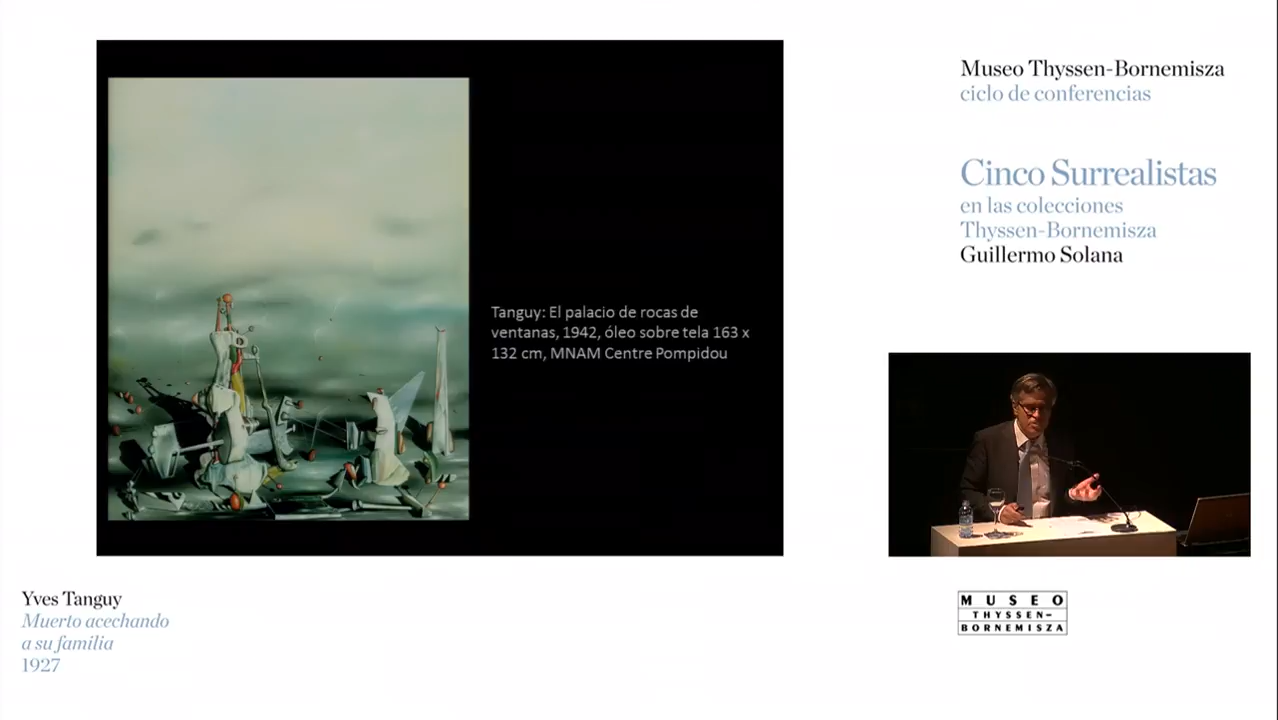 Museo Thyssen-Bornemisza
ciclo de conferencias
Cinco Surrealistas
en las colecciones
Thyssen-Bornemisza
Guillermo Solana
Tanguy: El palacio de rocas de
ventanas, 1942, óleo sobre tela 163 x
132 cm, MNAM Centre Pompidou
Yves Tanguy
Muerto acechando
a su familia
1927
MUSEO
THYSSEN-
BORNEMISZA